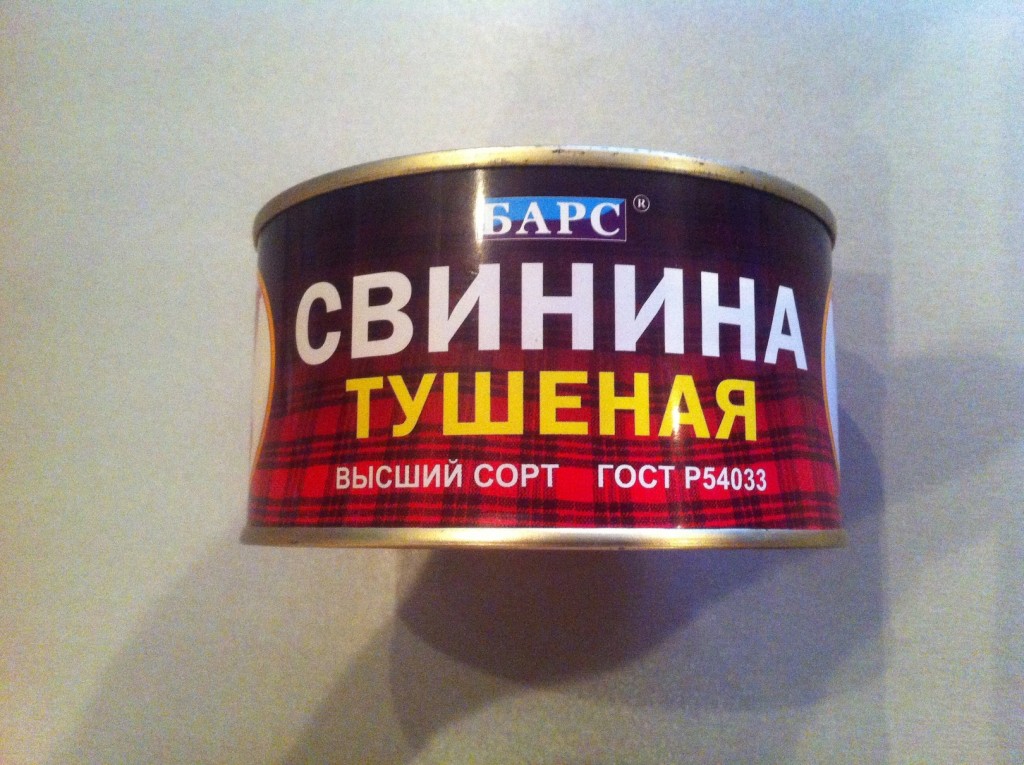 БАРС ®
СВИНИНА
ТУШЕНАЯ
ВЫСШИЙ СОРТ ГОСТ Р54033